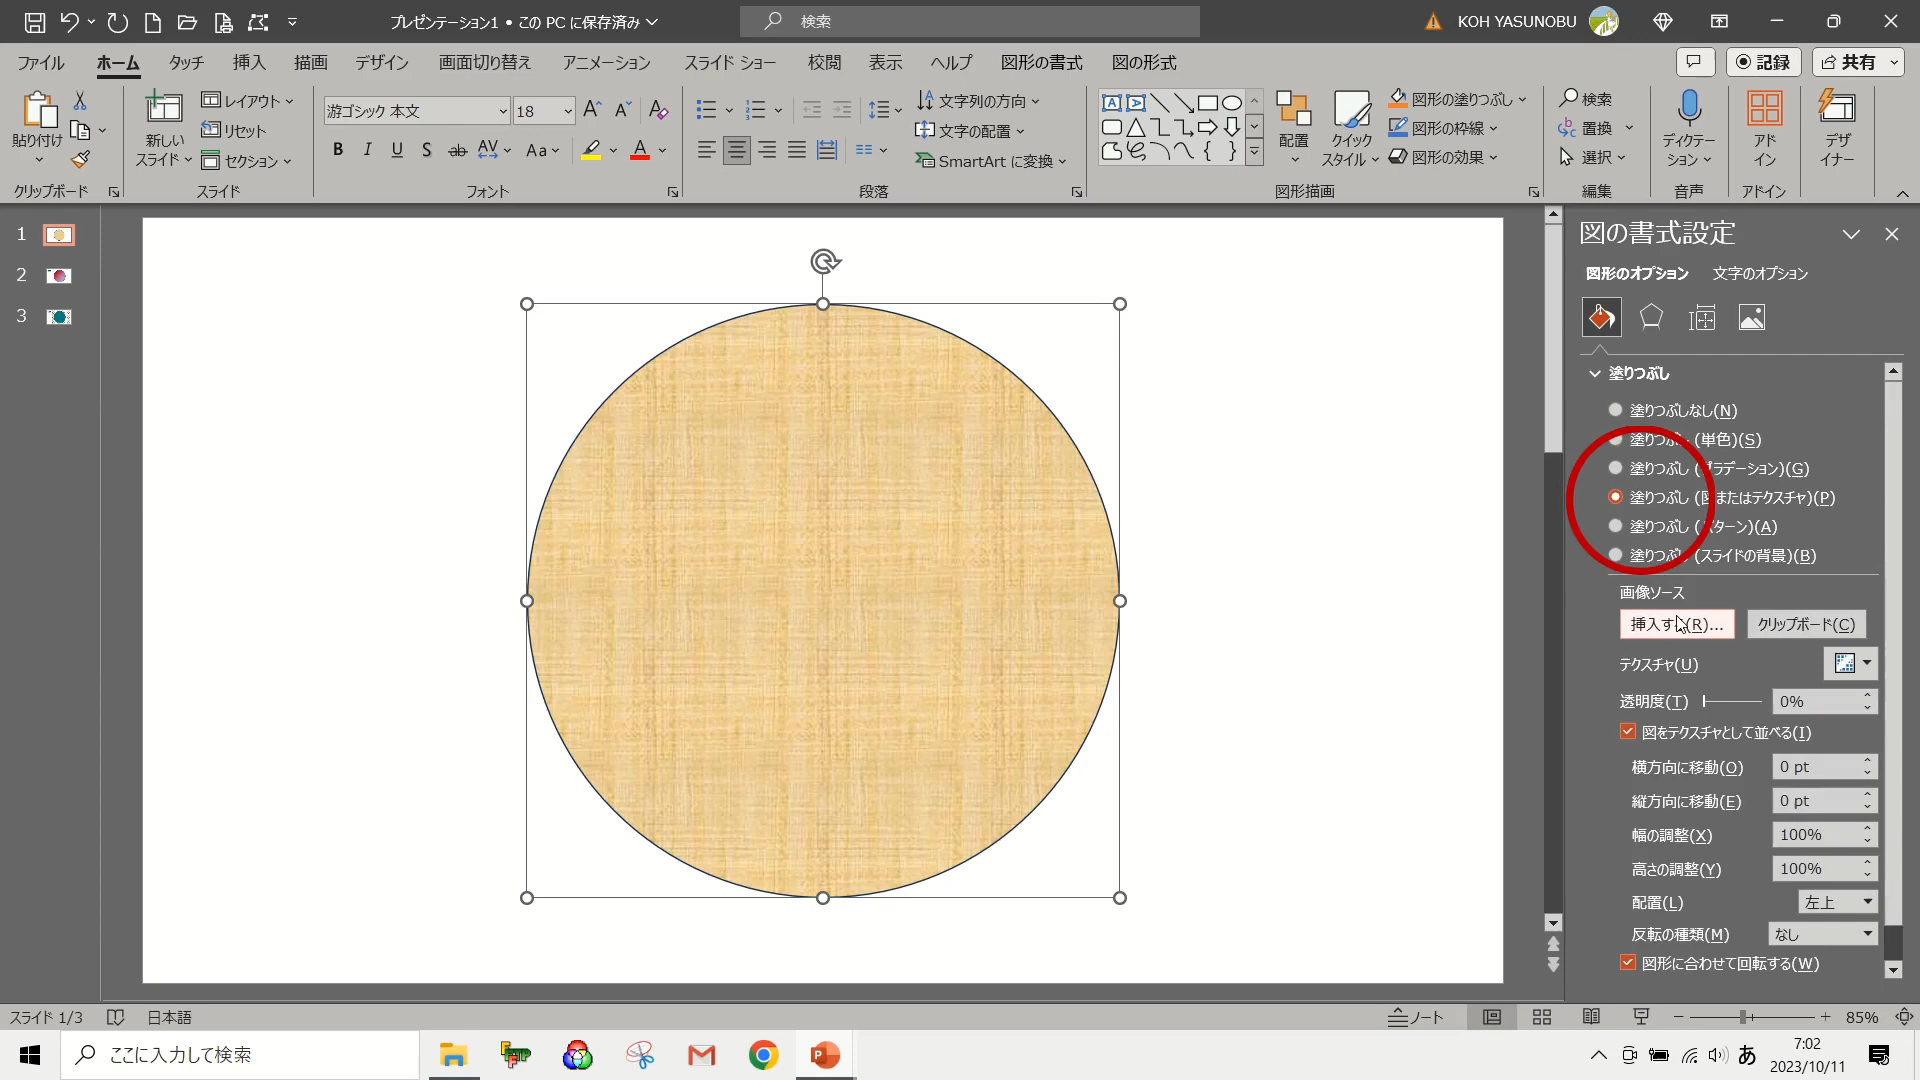 プレゼンテーション1 • この PC に保存済み
検索
KOH YASUNOBU
ファイル
ホーム
タッチ
挿入
描画
デザイン
画面切り替え
アニメーション
スライド ショー
校閲
表示
ヘルプ
図形の書式
図の形式
記録
共有
貼り付け
クリップボード
新しい
スライド
レイアウト
リセット
セクション
スライド
游ゴシック 本文
18
B I U S ab AV Aa A
フォント
文字列の方向
文字の配置
SmartArt に変換
段落
配置
クイック
スタイル
図形の塗りつぶし
図形の枠線
図形の効果
図形描画
検索
置換
選択
編集
ディクテー
ション
音声
アド
イン
アドイン
デザ
イナー
1
2
3
図の書式設定
図形のオプション
文字のオプション
塗りつぶし
塗りつぶしなし(N)
塗りつぶし (単色)(S)
塗りつぶし (グラデーション)(G)
塗りつぶし (図またはテクスチャ)(P)
塗りつぶし (パターン)(A)
塗りつぶし (スライドの背景)(B)
画像ソース
挿入する(R)...
クリップボード(C)
テクスチャ(U)
透明度(T)
0%
図をテクスチャとして並べる(I)
横方向に移動(O)
0 pt
縦方向に移動(E)
0 pt
幅の調整(X)
100%
高さの調整(Y)
100%
配置(L)
左上
反転の種類(M)
なし
図形に合わせて回転する(W)
スライド 1/3
日本語
ノート
85%
ここに入力して検索
あ
7:02
2023/10/11